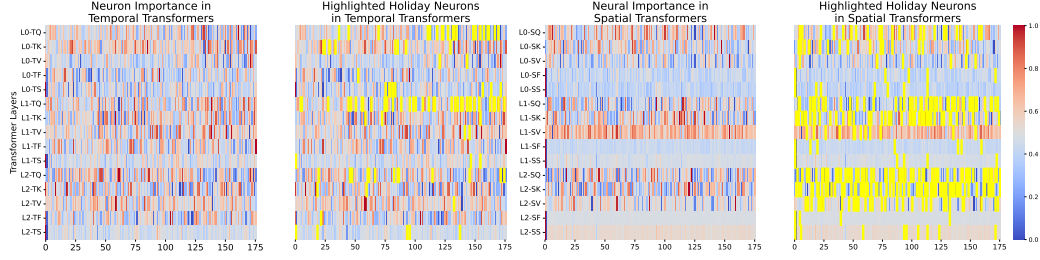 Neuron Importance in
Temporal Transformers
Highlighted Holiday Neurons
in Temporal Transformers
Neural Importance in
Spatial Transformers
Highlighted Holiday Neurons
in Spatial Transformers
Transformer Layers
L0-TQ
L0-TK
L0-TV
L0-TF
L0-TS
L1-TQ
L1-TK
L1-TV
L1-TF
L1-TS
L2-TQ
L2-TK
L2-TV
L2-TF
L2-TS
0 25 50 75 100 125 150 175
0 25 50 75 100 125 150 175
L0-SQ
L0-SK
L0-SV
L0-SF
L0-SS
L1-SQ
L1-SK
L1-SV
L1-SF
L1-SS
L2-SQ
L2-SK
L2-SV
L2-SF
L2-SS
0 25 50 75 100 125 150 175
0 25 50 75 100 125 150 175
1.0
0.8
0.6
0.4
0.2
0.0